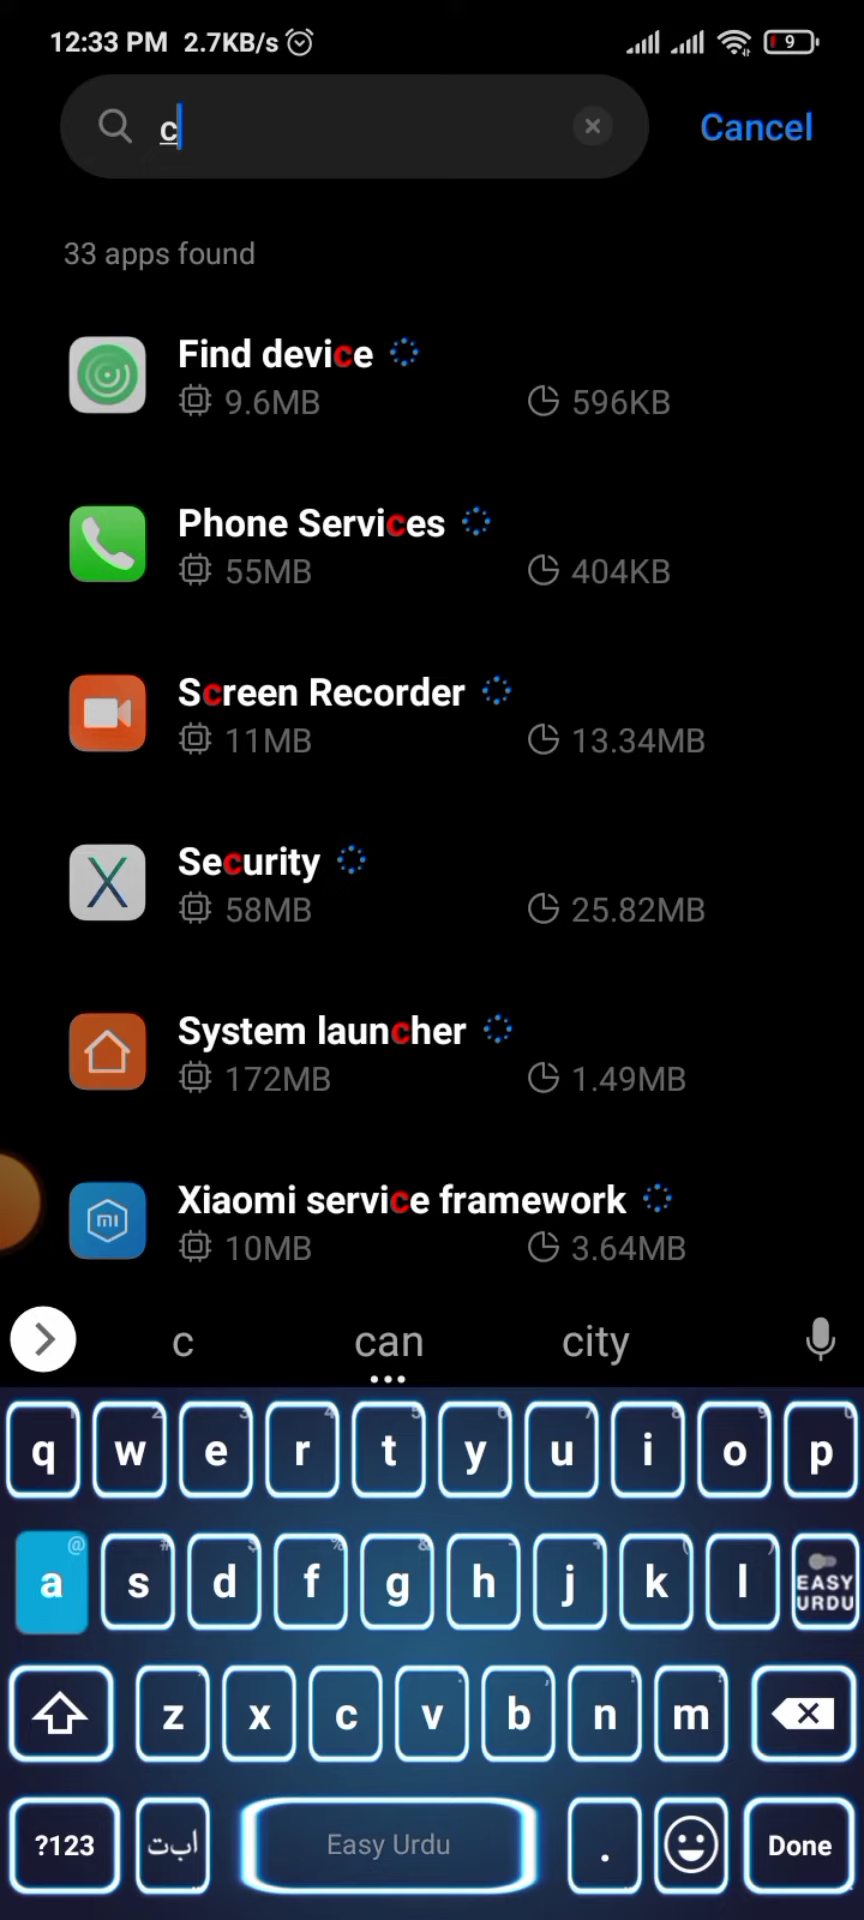 12:33 PM 2.7KB/s 9
c Cancel
33 apps found
Find device
9.6MB 596KB
Phone Services
55MB 404KB
Screen Recorder
11MB 13.34MB
Security
58MB 25.82MB
System launcher
172MB 1.49MB
Xiaomi service framework
10MB 3.64MB
c can city
q w e r t y u i o p
@ #
a s d f g h j k l EASY URDU
z x c v b n m
?123 ابت Easy Urdu . Done